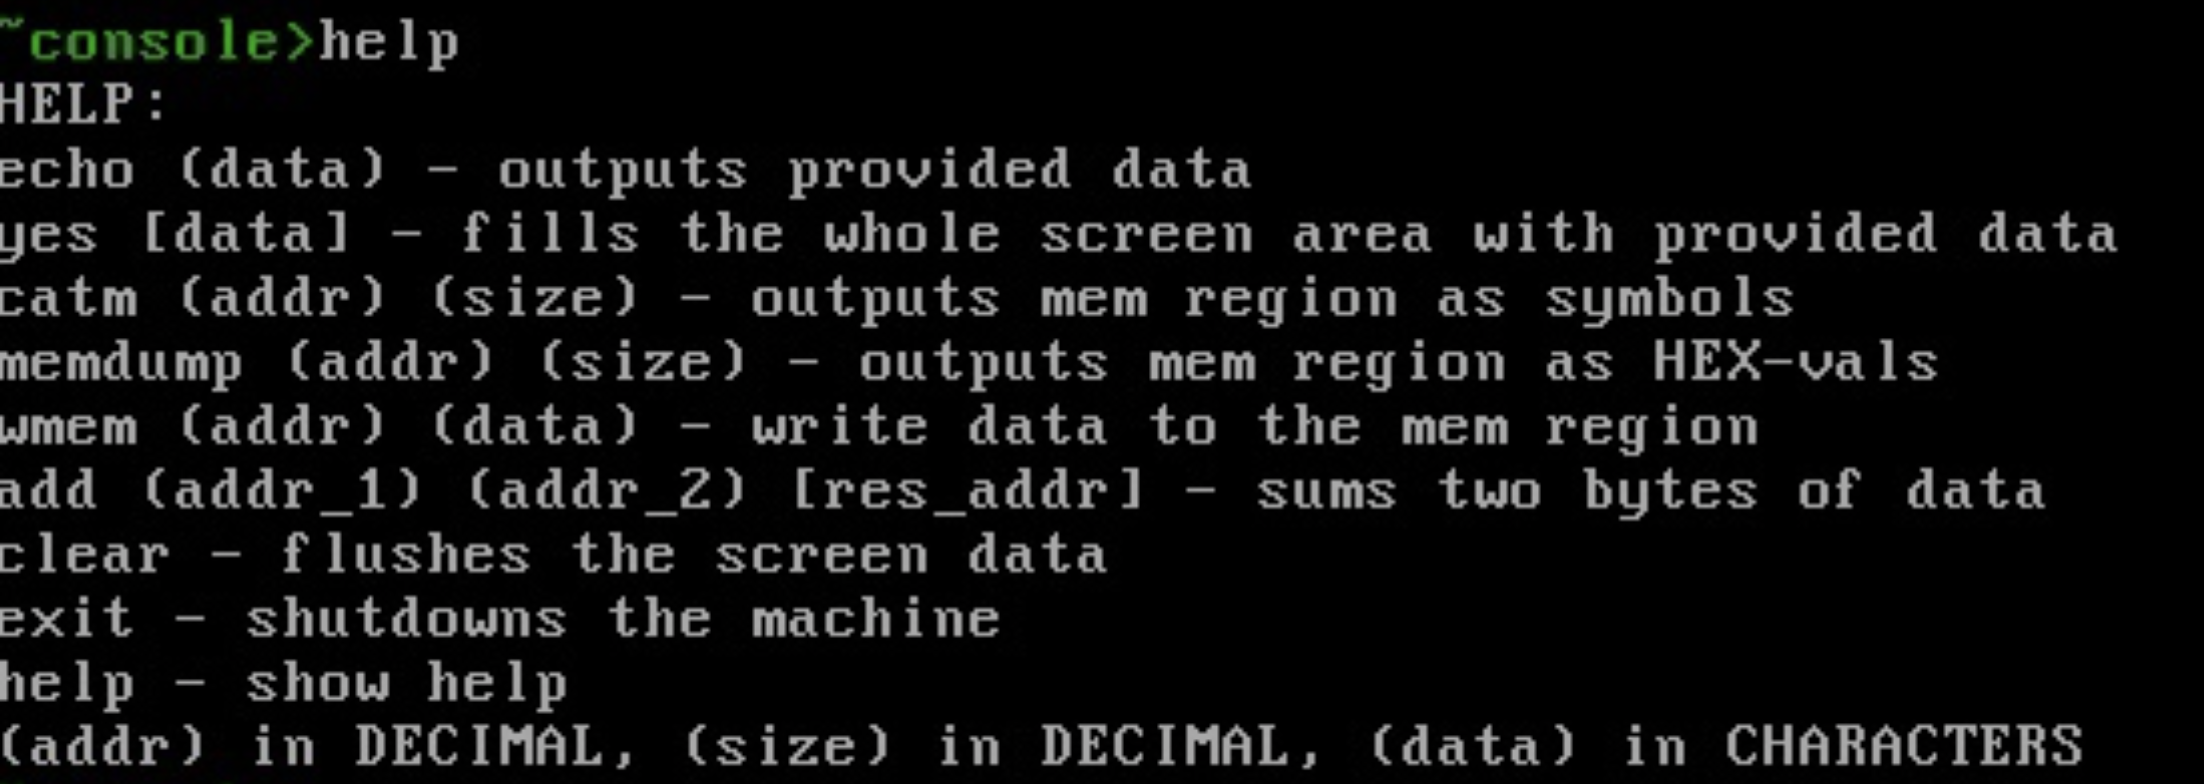 ~console>help
HELP:
echo (data) - outputs provided data
yes [data] - fills the whole screen area with provided data
catm (addr) (size) - outputs mem region as symbols
memdump (addr) (size) - outputs mem region as HEX-vals
wmem (addr) (data) - write data to the mem region
add (addr_1) (addr_2) [res_addr] - sums two bytes of data
clear - flushes the screen data
exit - shutdowns the machine
help - show help
(addr) in DECIMAL, (size) in DECIMAL, (data) in CHARACTERS